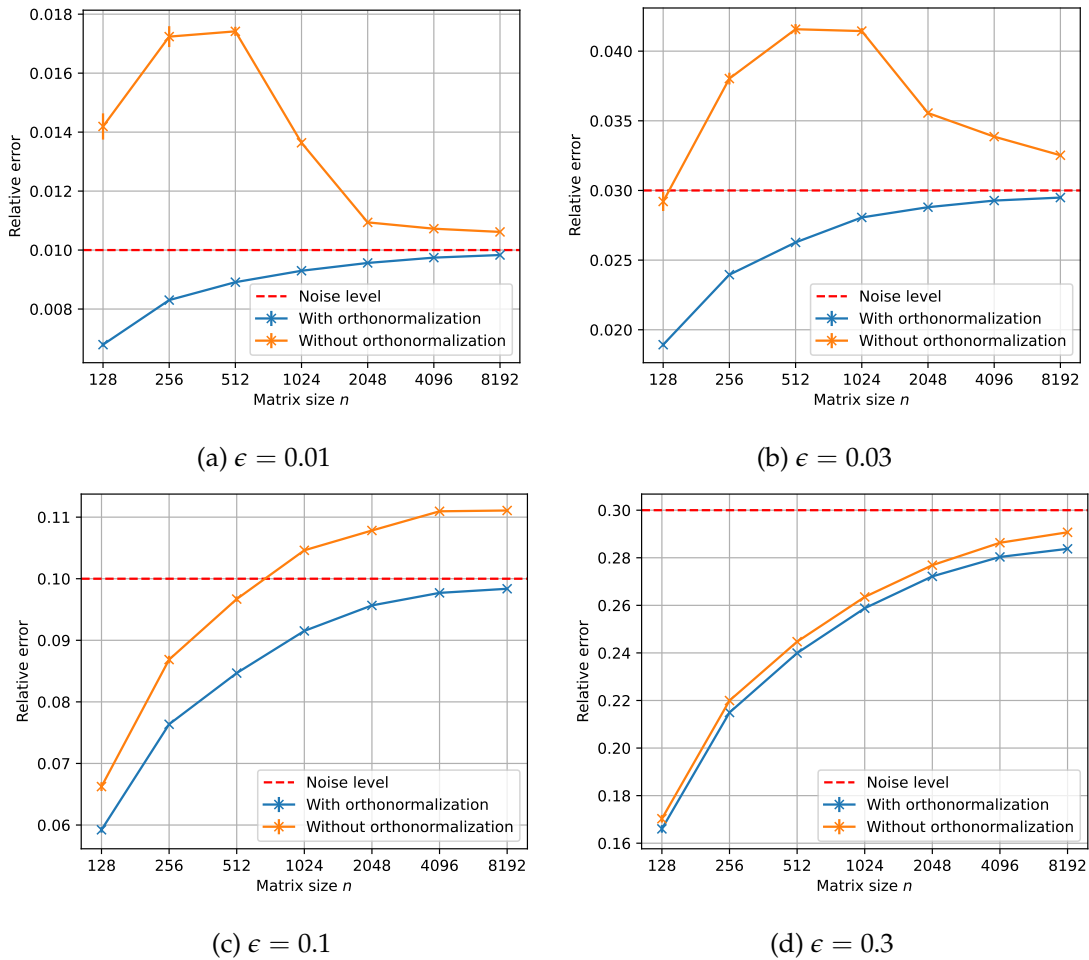 0.018
0.016
0.014
0.012
0.010
0.008
Relative error
Noise level
With orthonormalization
Without orthonormalization
128 256 512 1024 2048 4096 8192
Matrix size n
(a) ϵ = 0.01
0.040
0.035
0.030
0.025
0.020
Relative error
Noise level
With orthonormalization
Without orthonormalization
128 256 512 1024 2048 4096 8192
Matrix size n
(b) ϵ = 0.03
0.11
0.10
0.09
0.08
0.07
0.06
Relative error
Noise level
With orthonormalization
Without orthonormalization
128 256 512 1024 2048 4096 8192
Matrix size n
(c) ϵ = 0.1
0.30
0.28
0.26
0.24
0.22
0.20
0.18
0.16
Relative error
Noise level
With orthonormalization
Without orthonormalization
128 256 512 1024 2048 4096 8192
Matrix size n
(d) ϵ = 0.3